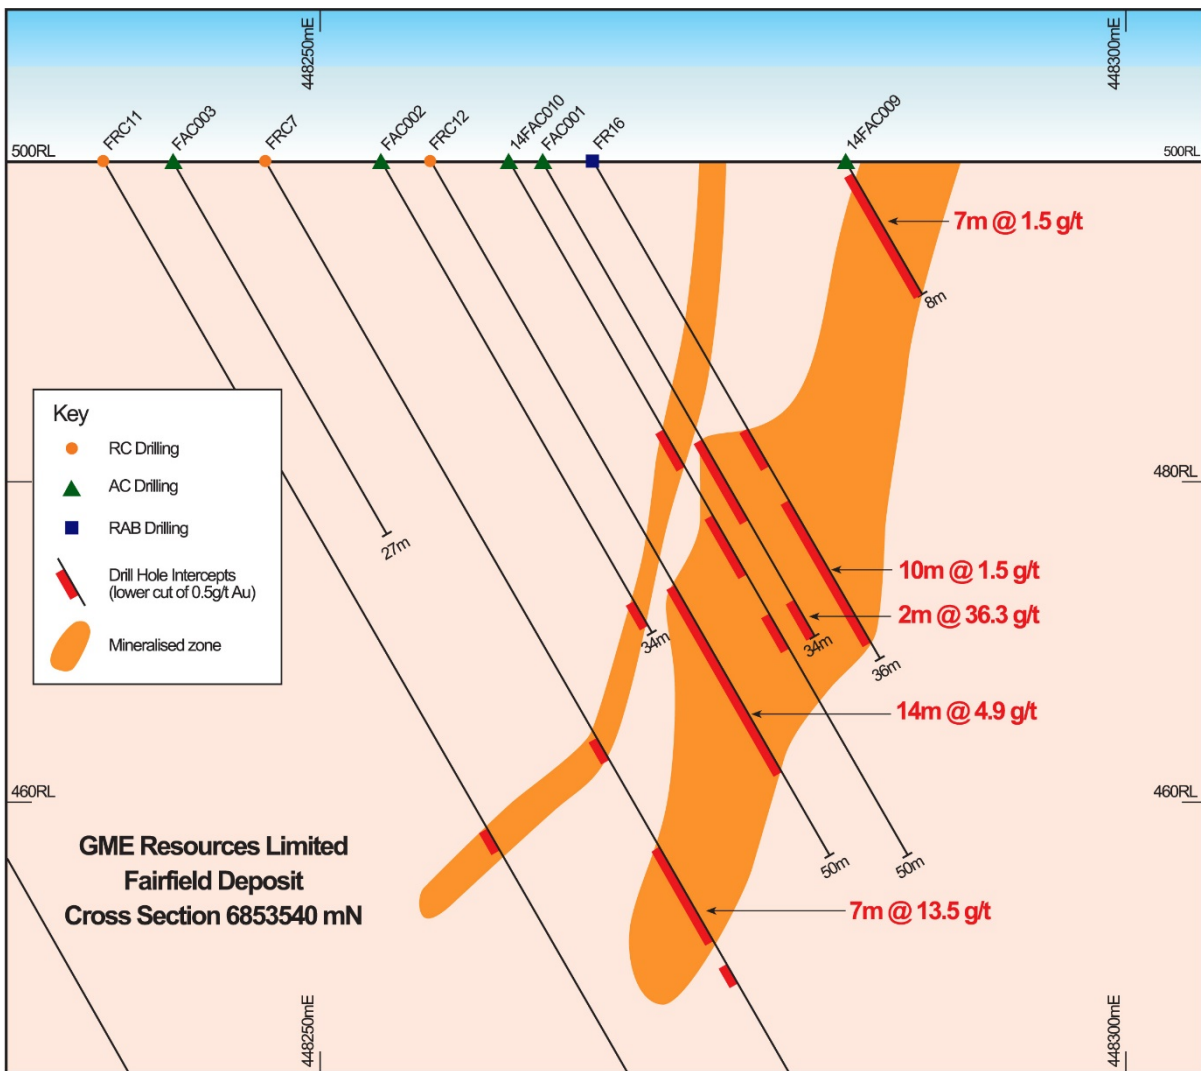 448250mE
448300mE
FRC11
FAC003
FRC7
FAC002
FRC12
14FAC010
FAC001
FR16
14FAC009
500RL
500RL
7m @ 1.5 g/t
8m
Key
RC Drilling
AC Drilling
RAB Drilling
Drill Hole Intercepts
(lower cut of 0.5g/t Au)
Mineralised zone
480RL
27m
10m @ 1.5 g/t
2m @ 36.3 g/t
34m
34m
36m
14m @ 4.9 g/t
460RL
460RL
GME Resources Limited
Fairfield Deposit
Cross Section 6853540 mN
50m
50m
7m @ 13.5 g/t
448250mE
448300mE